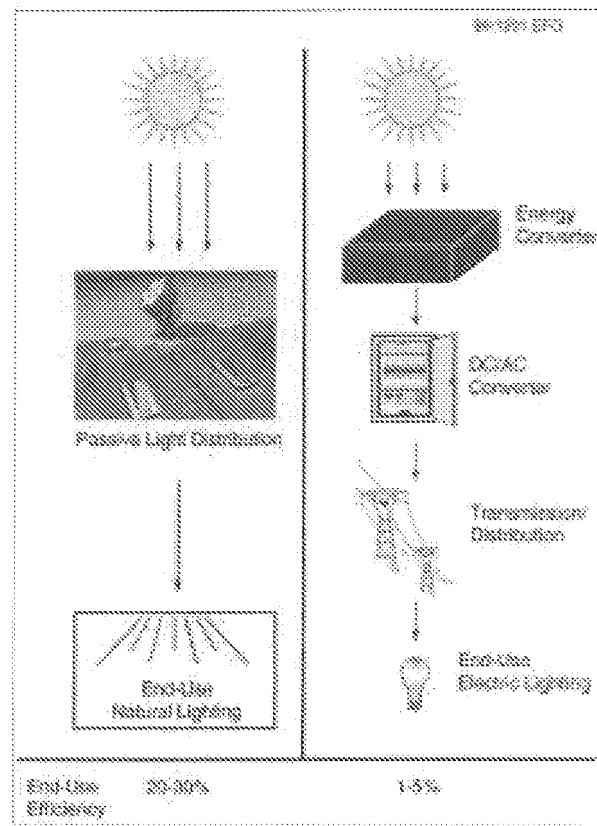 Energy
Converter
DC/AC
Converter
Passive Light Distribution
Transmission/
Distribution
End-Use
Natural Lighting
End-Use
Electric Lighting
End-Use
Efficiency
20-30%
1-5%